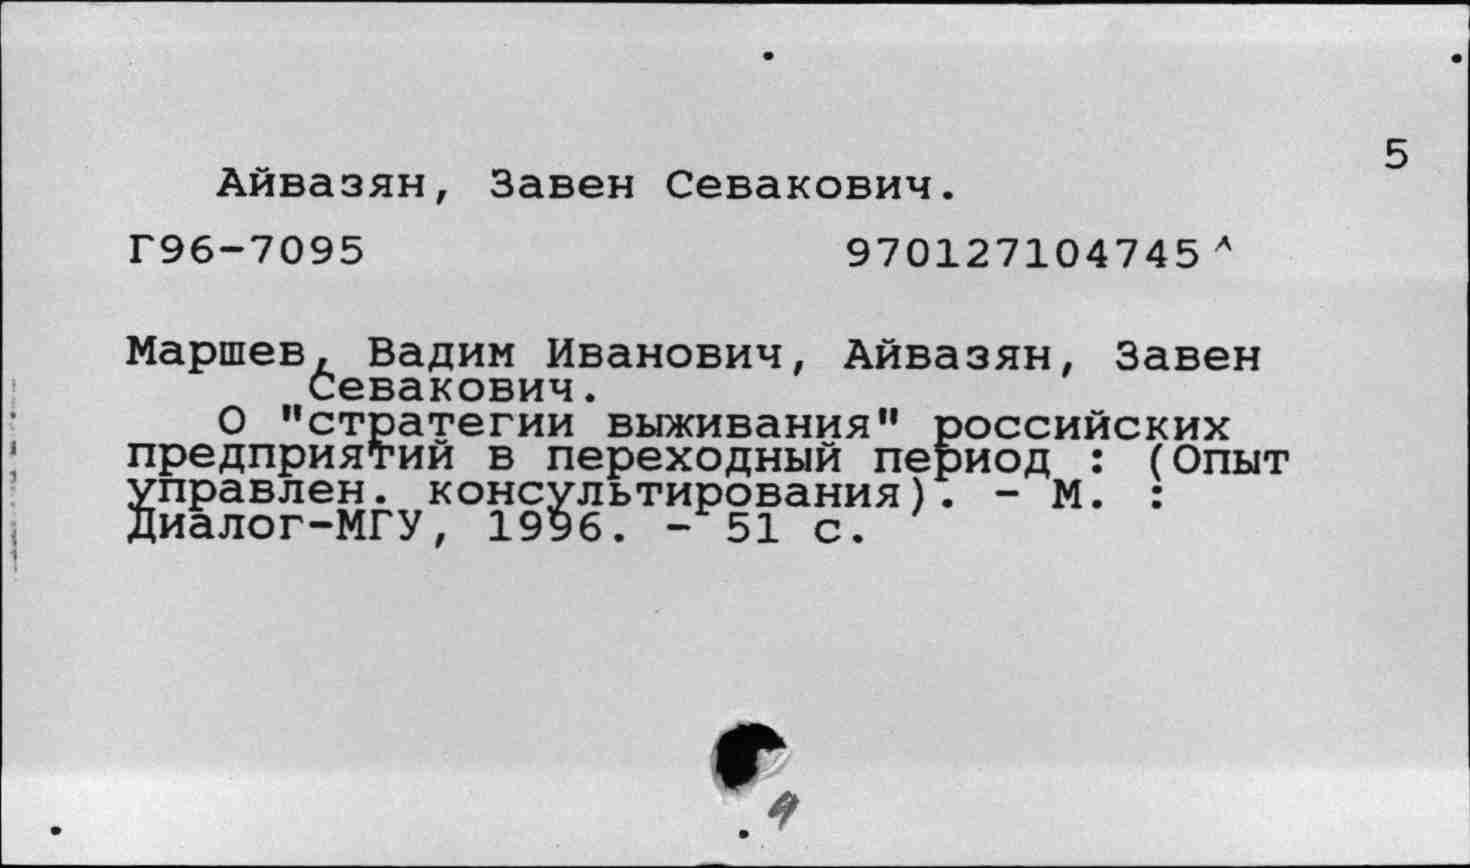 5
Айвазян, Завен Севакович.
Г96-7095 970127104745^
Маршев, Вадим Иванович, Айвазян, Завен
Севакович.
О "стратегии выживания" российских
предприятий в переходный период : (Опыт
управлен. консультирования). - М. :
Диалог-МГУ, 1996. - 51 с.